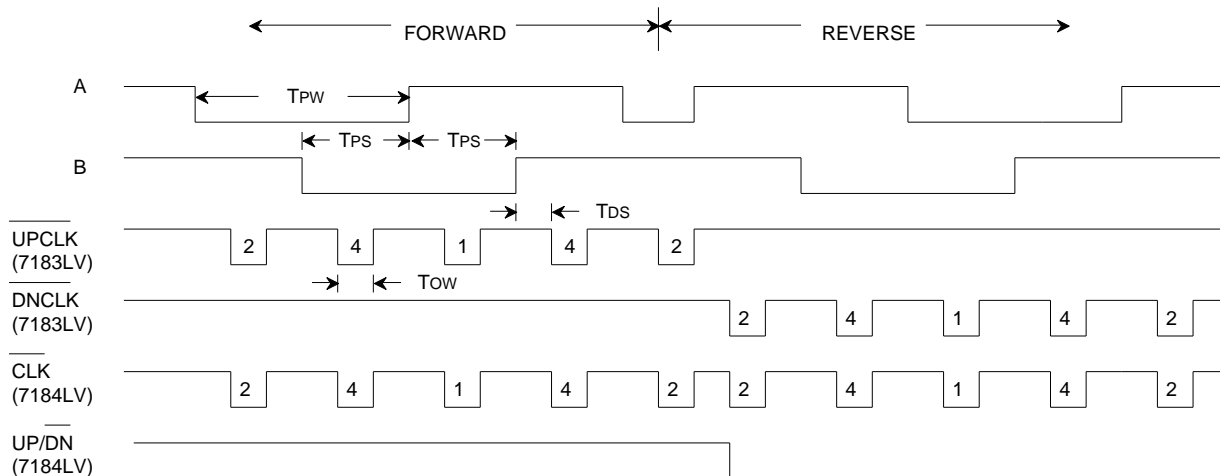 FORWARD REVERSE
A
TPW
TPS TPS
B
TDS
UPCLK 2 4 1 4 2
(7183LV)
TOW
DNCLK
(7183LV) 2 4 1 4 2
CLK
(7184LV) 2 4 1 4 2 2 4 1 4 2
UP/DN
(7184LV)